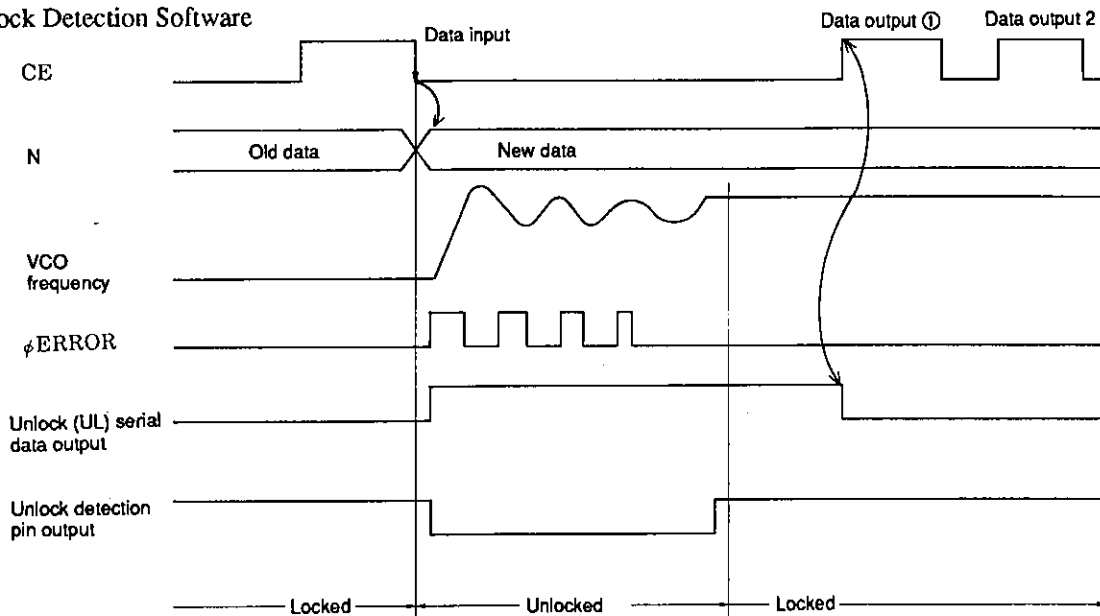 ock Detection Software
Data input
Data output ①
Data output 2
CE
N
Old data
New data
VCO
frequency
φERROR
Unlock (UL) serial
data output
Unlock detection
pin output
Locked
Unlocked
Locked